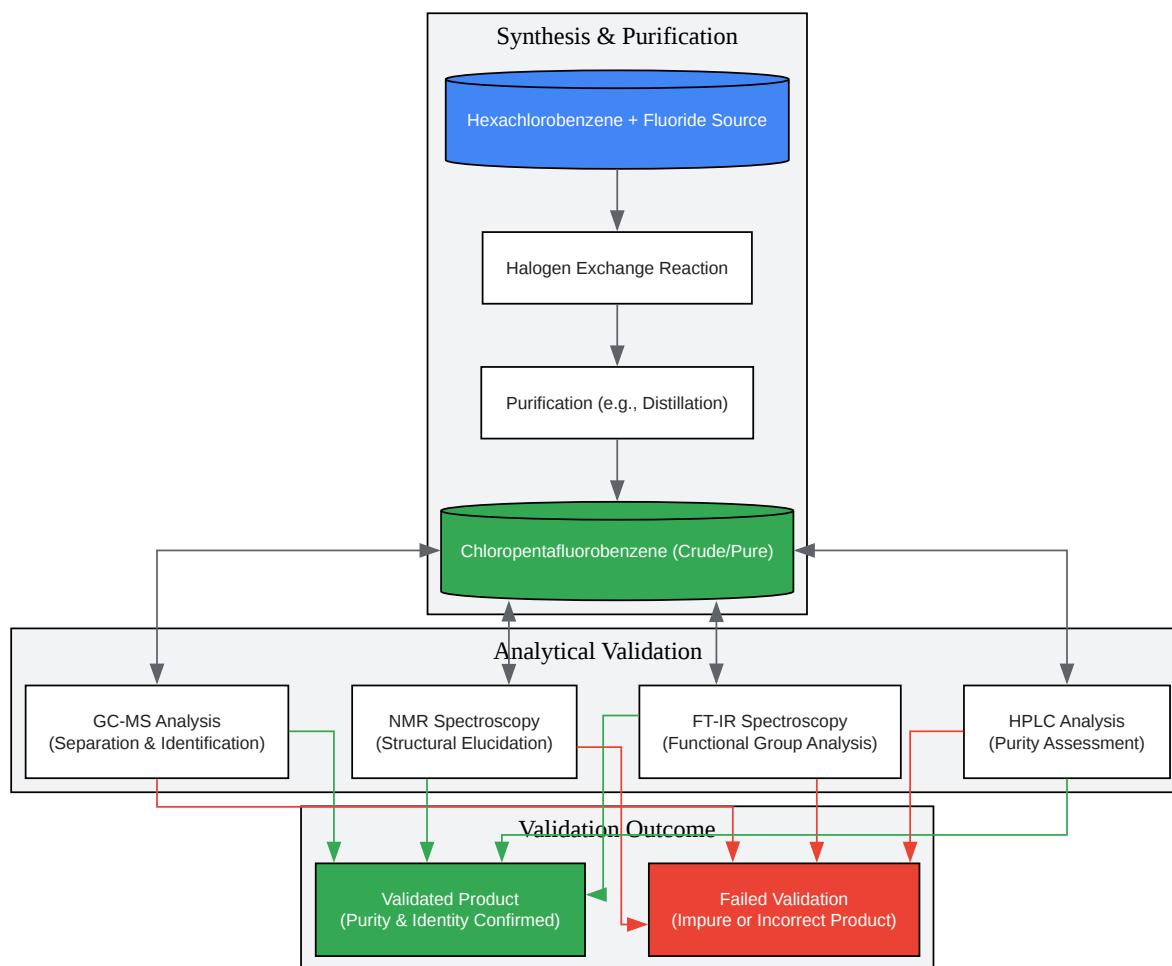 Synthesis & Purification
Hexachlorobenzene + Fluoride Source
Halogen Exchange Reaction
Purification (e.g., Distillation)
Chloropentafluorobenzene (Crude/Pure)
Analytical Validation
GC-MS Analysis
(Separation & Identification)
NMR Spectroscopy
(Structural Elucidation)
FT-IR Spectroscopy
(Functional Group Analysis)
HPLC Analysis
(Purity Assessment)
Validation Outcome
Validated Product
(Purity & Identity Confirmed)
Failed Validation
(Impure or Incorrect Product)